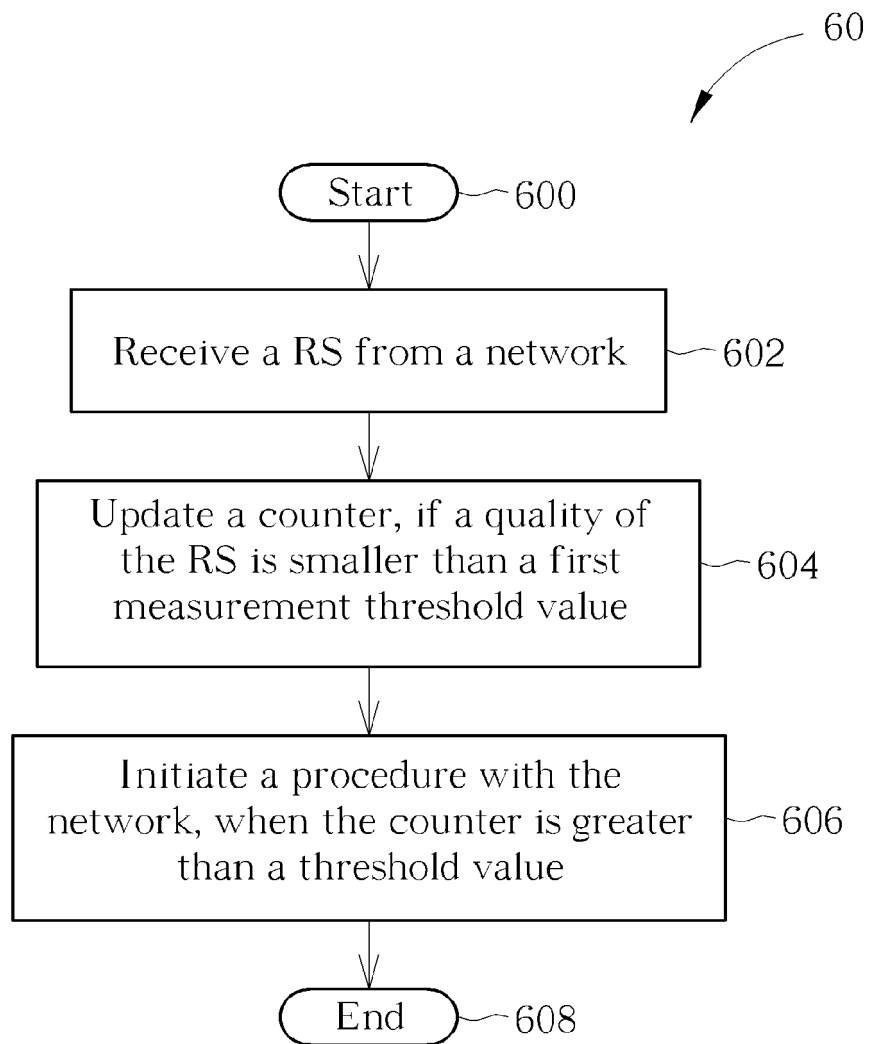 60
Start
600
Receive a RS from a network
602
Update a counter, if a quality of
the RS is smaller than a first
measurement threshold value
604
Initiate a procedure with the
network, when the counter is greater
than a threshold value
606
End
608